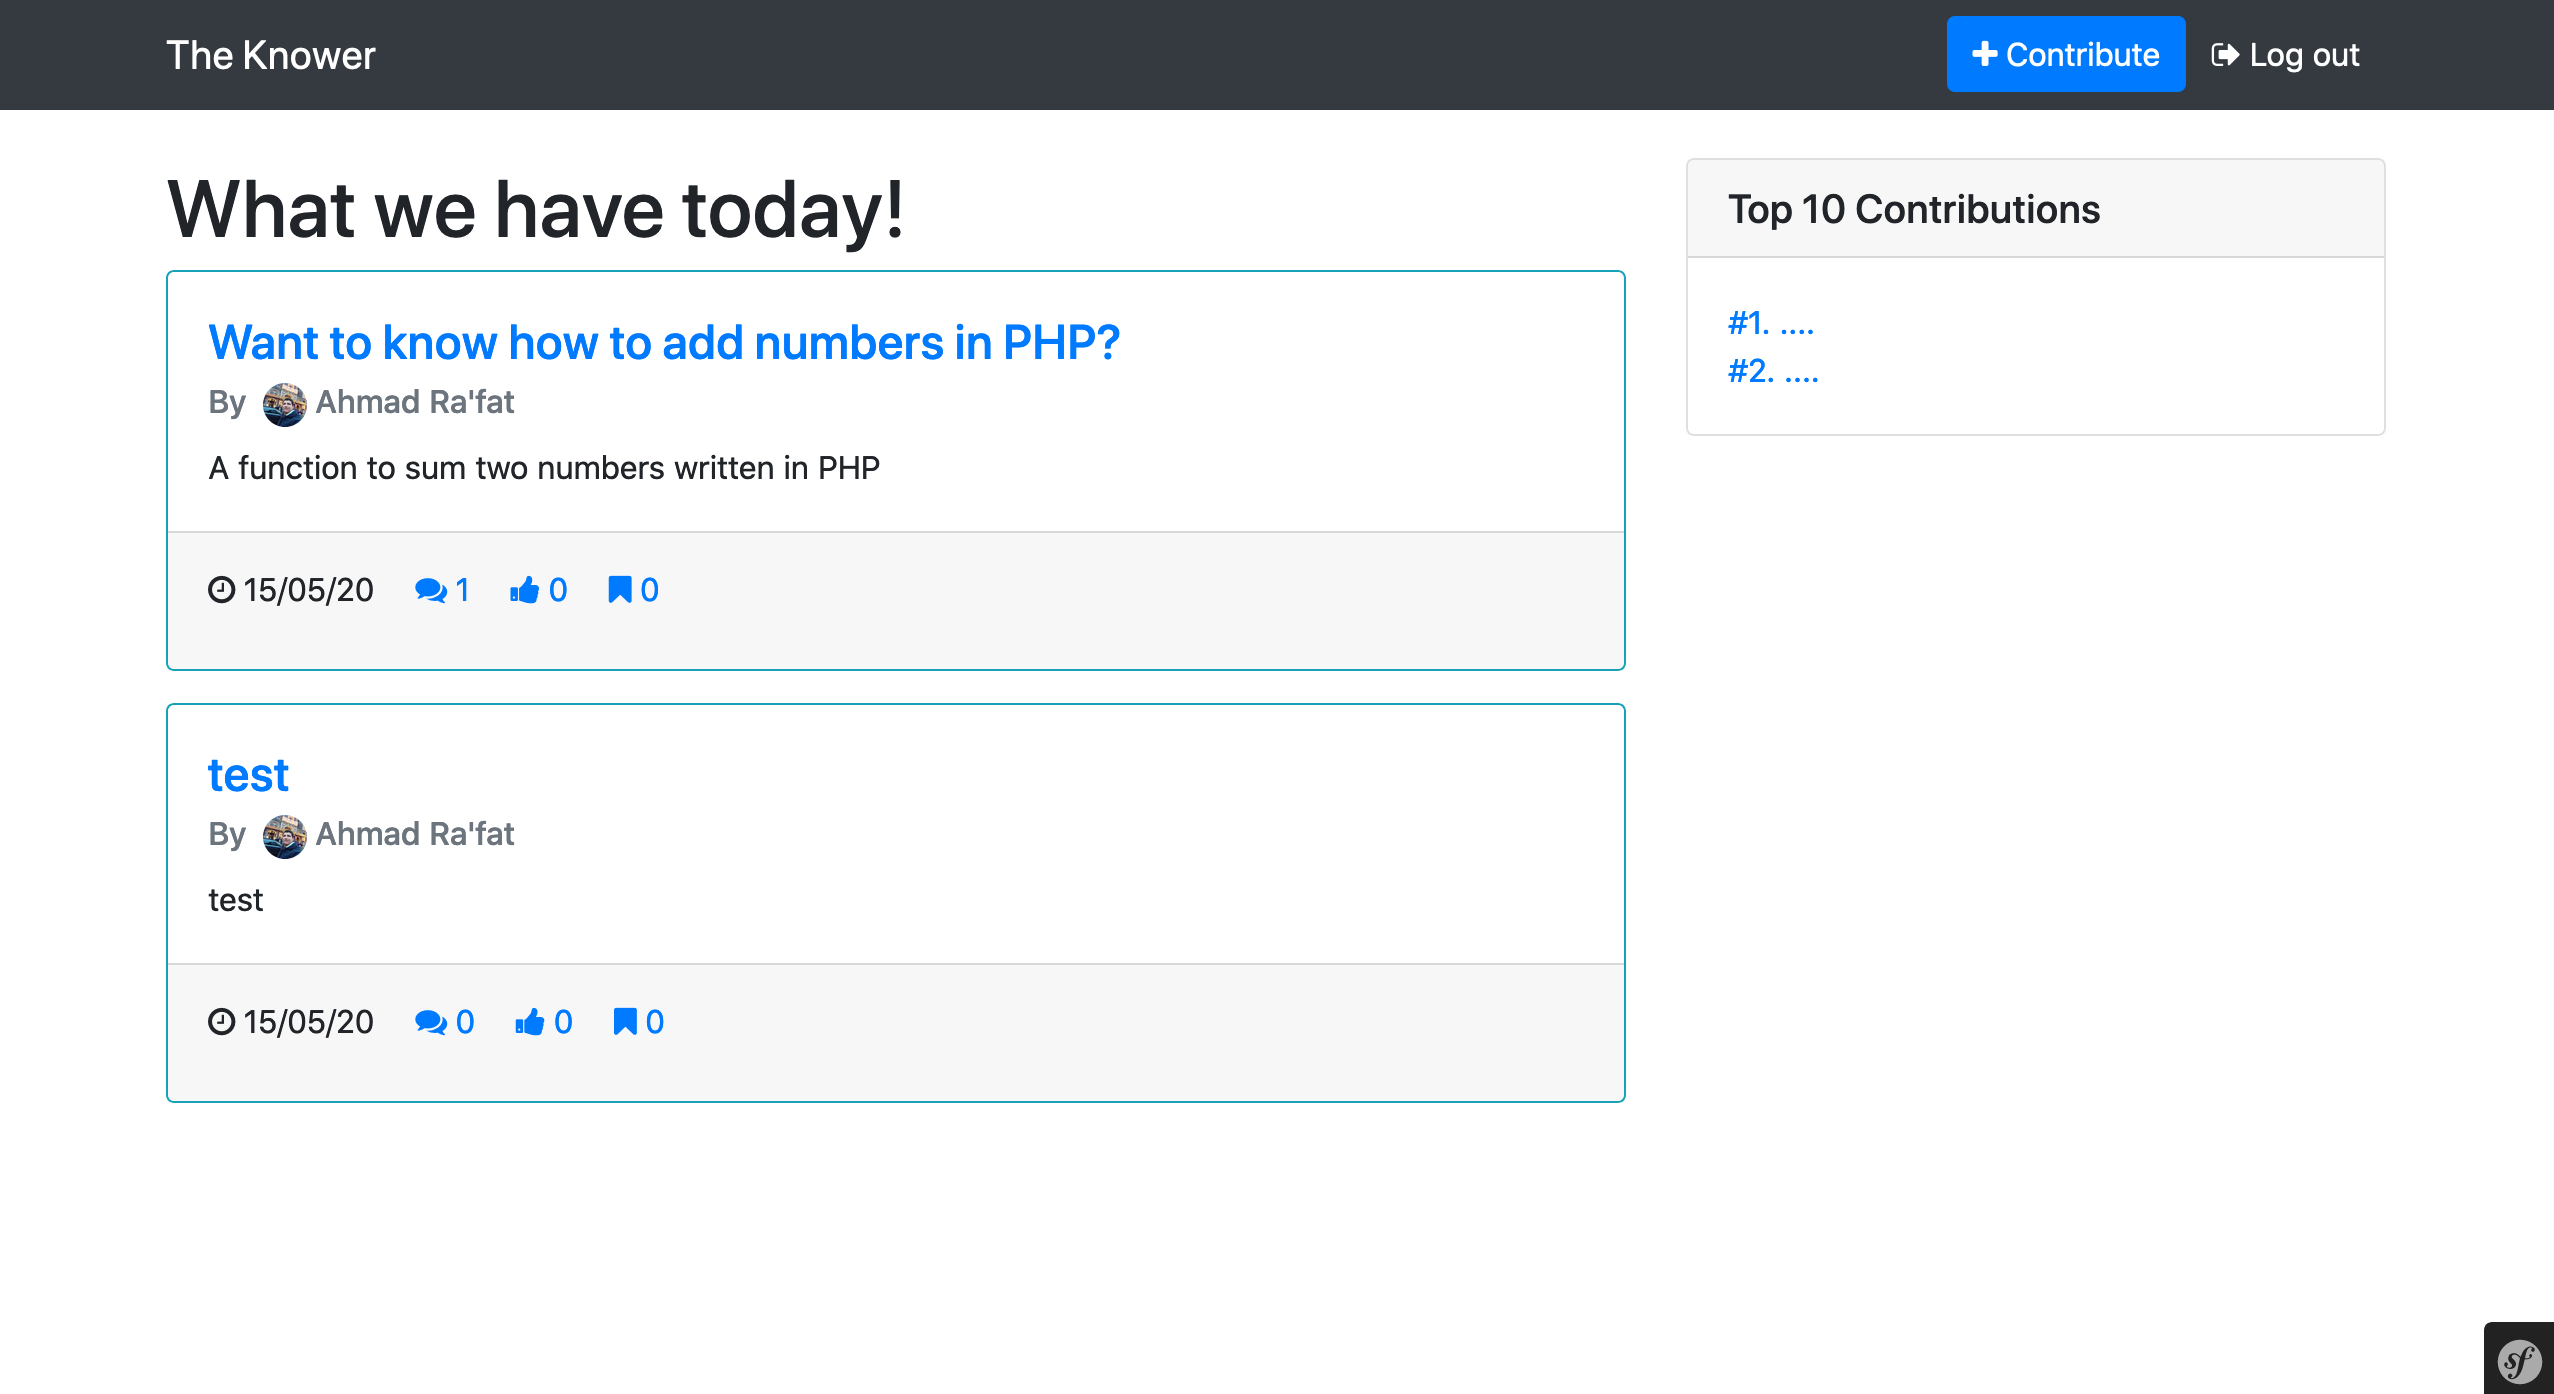 The Knower
Contribute
Log out
What we have today!
Want to know how to add numbers in PHP?
By Ahmad Ra'fat
A function to sum two numbers written in PHP
15/05/20 1 0 0
test
By Ahmad Ra'fat
test
15/05/20 0 0 0
Top 10 Contributions
#1. ....
#2. ....
sf